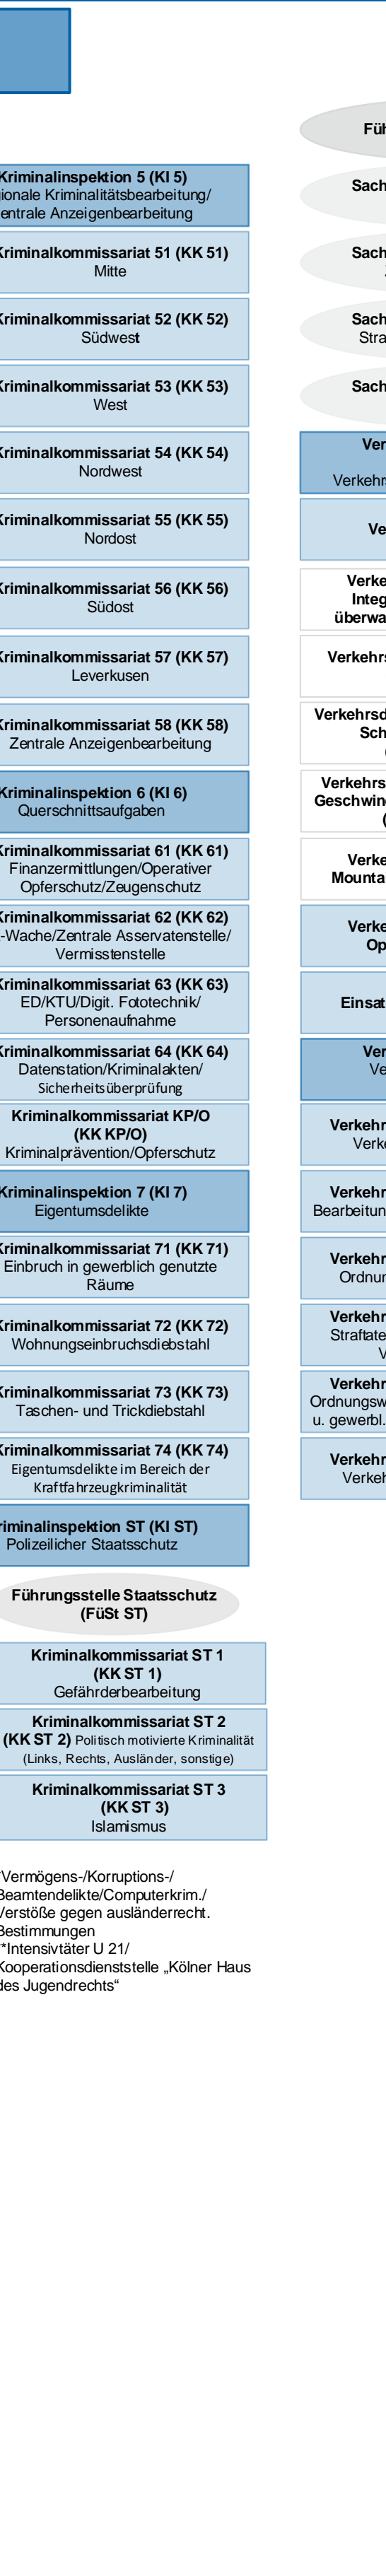 Kriminalinspektion 5 (KI 5)
gionale Kriminalitätsbearbeitung/
entrale Anzeigenbearbeitung
Kriminalkommissariat 51 (KK 51)
Mitte
Kriminalkommissariat 52 (KK 52)
Südwest
Kriminalkommissariat 53 (KK 53)
West
Kriminalkommissariat 54 (KK 54)
Nordwest
Kriminalkommissariat 55 (KK 55)
Nordost
Kriminalkommissariat 56 (KK 56)
Südost
Kriminalkommissariat 57 (KK 57)
Leverkusen
Kriminalkommissariat 58 (KK 58)
Zentrale Anzeigenbearbeitung
Kriminalinspektion 6 (KI 6)
Querschnittsaufgaben
Kriminalkommissariat 61 (KK 61)
Finanzermittlungen/Operativer
Opferschutz/Zeugenschutz
Kriminalkommissariat 62 (KK 62)
-Wache/Zentrale Asservatenstelle/
Vermisstenstelle
Kriminalkommissariat 63 (KK 63)
ED/KTU/Digit. Fototechnik/
Personenaufnahme
Kriminalkommissariat 64 (KK 64)
Datenstation/Kriminalakten/
Sicherheitsüberprüfung
Kriminalkommissariat KP/O
(KK KP/O)
Kriminalprävention/Opferschutz
Kriminalinspektion 7 (KI 7)
Eigentumsdelikte
Kriminalkommissariat 71 (KK 71)
Einbruch in gewerblich genutzte
Räume
Kriminalkommissariat 72 (KK 72)
Wohnungseinbruchsdiebstahl
Kriminalkommissariat 73 (KK 73)
Taschen- und Trickdiebstahl
Kriminalkommissariat 74 (KK 74)
Eigentumsdelikte im Bereich der
Kraftfahrzeugkriminalität
riminalinspektion ST (KI ST)
Polizeilicher Staatsschutz
Führungsstelle Staatsschutz
(FüSt ST)
Kriminalkommissariat ST 1
(KK ST 1)
Gefährderbearbeitung
Kriminalkommissariat ST 2
(KK ST 2) Politisch motivierte Kriminalität
(Links, Rechts, Ausländer, sonstige)
Kriminalkommissariat ST 3
(KK ST 3)
Islamismus
*Vermögens-/Korruptions-/
Beamtendelikte/Computerkrim./
Verstöße gegen ausländerrecht.
Bestimmungen
**Intensivtäter U 21/
Kooperationsdienststelle „Kölner Haus
des Jugendrechts“
Füh
Sach
Sach
Sach
Stra
Sach
Ver
Verkehrs
Ve
Verke
Integ
überwa
Verkehrs
Verkehrsd
Sch
(
Verkehrs
Geschwind
(
Verke
Mounta
Verke
Op
Einsat
Ver
Ve
Verkehr
Verke
Verkehr
Bearbeitun
Verkehr
Ordnun
Verkehr
Straftate
V
Verkehr
Ordnungsw
u. gewerbl.
Verkehr
Verkeh